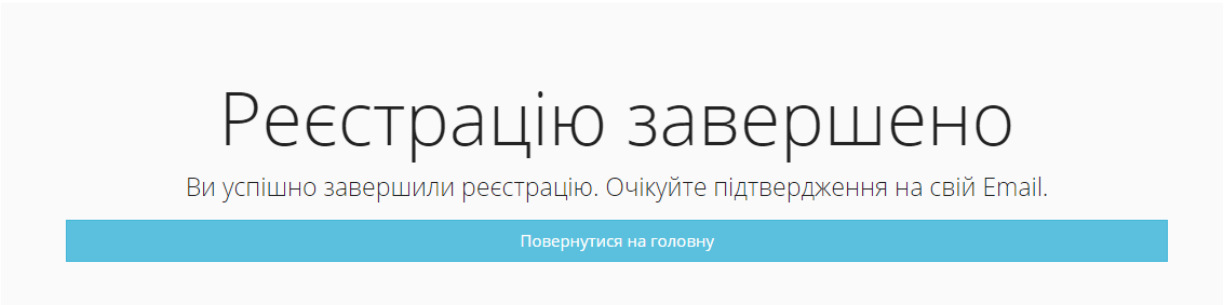 Реєстрацію завершено
Ви успішно завершили реєстрацію. Очікуйте підтвердження на свій Email.
Повернутися на головну